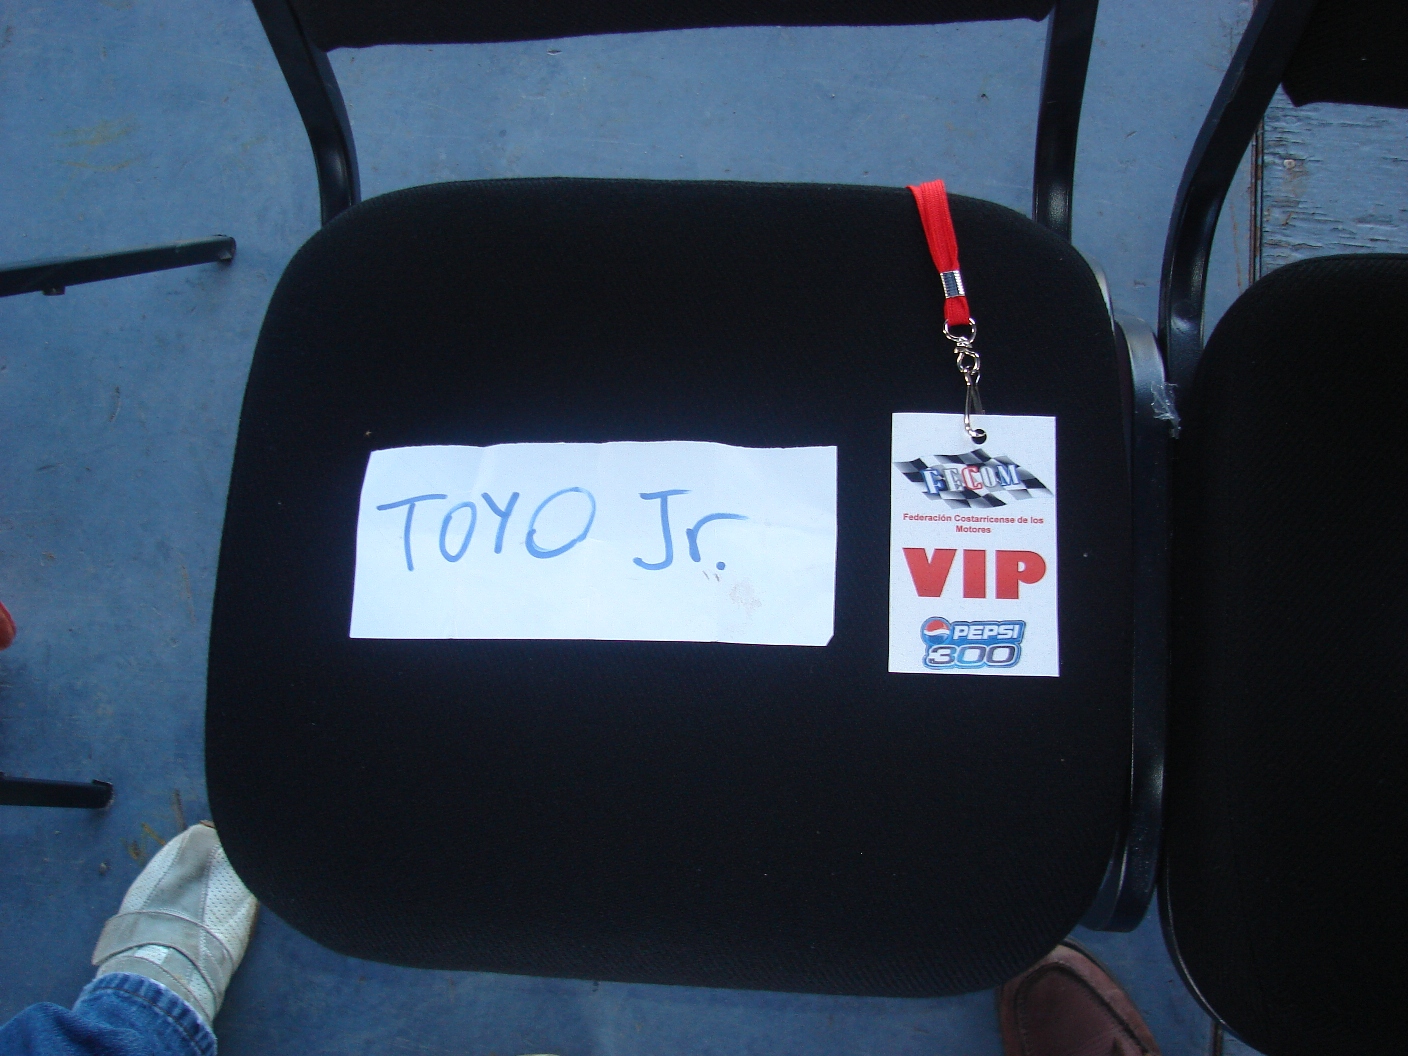 TOYO Jr.
FECOM
Federación Costarricense de los
Motores
VIP
PEPSI
300